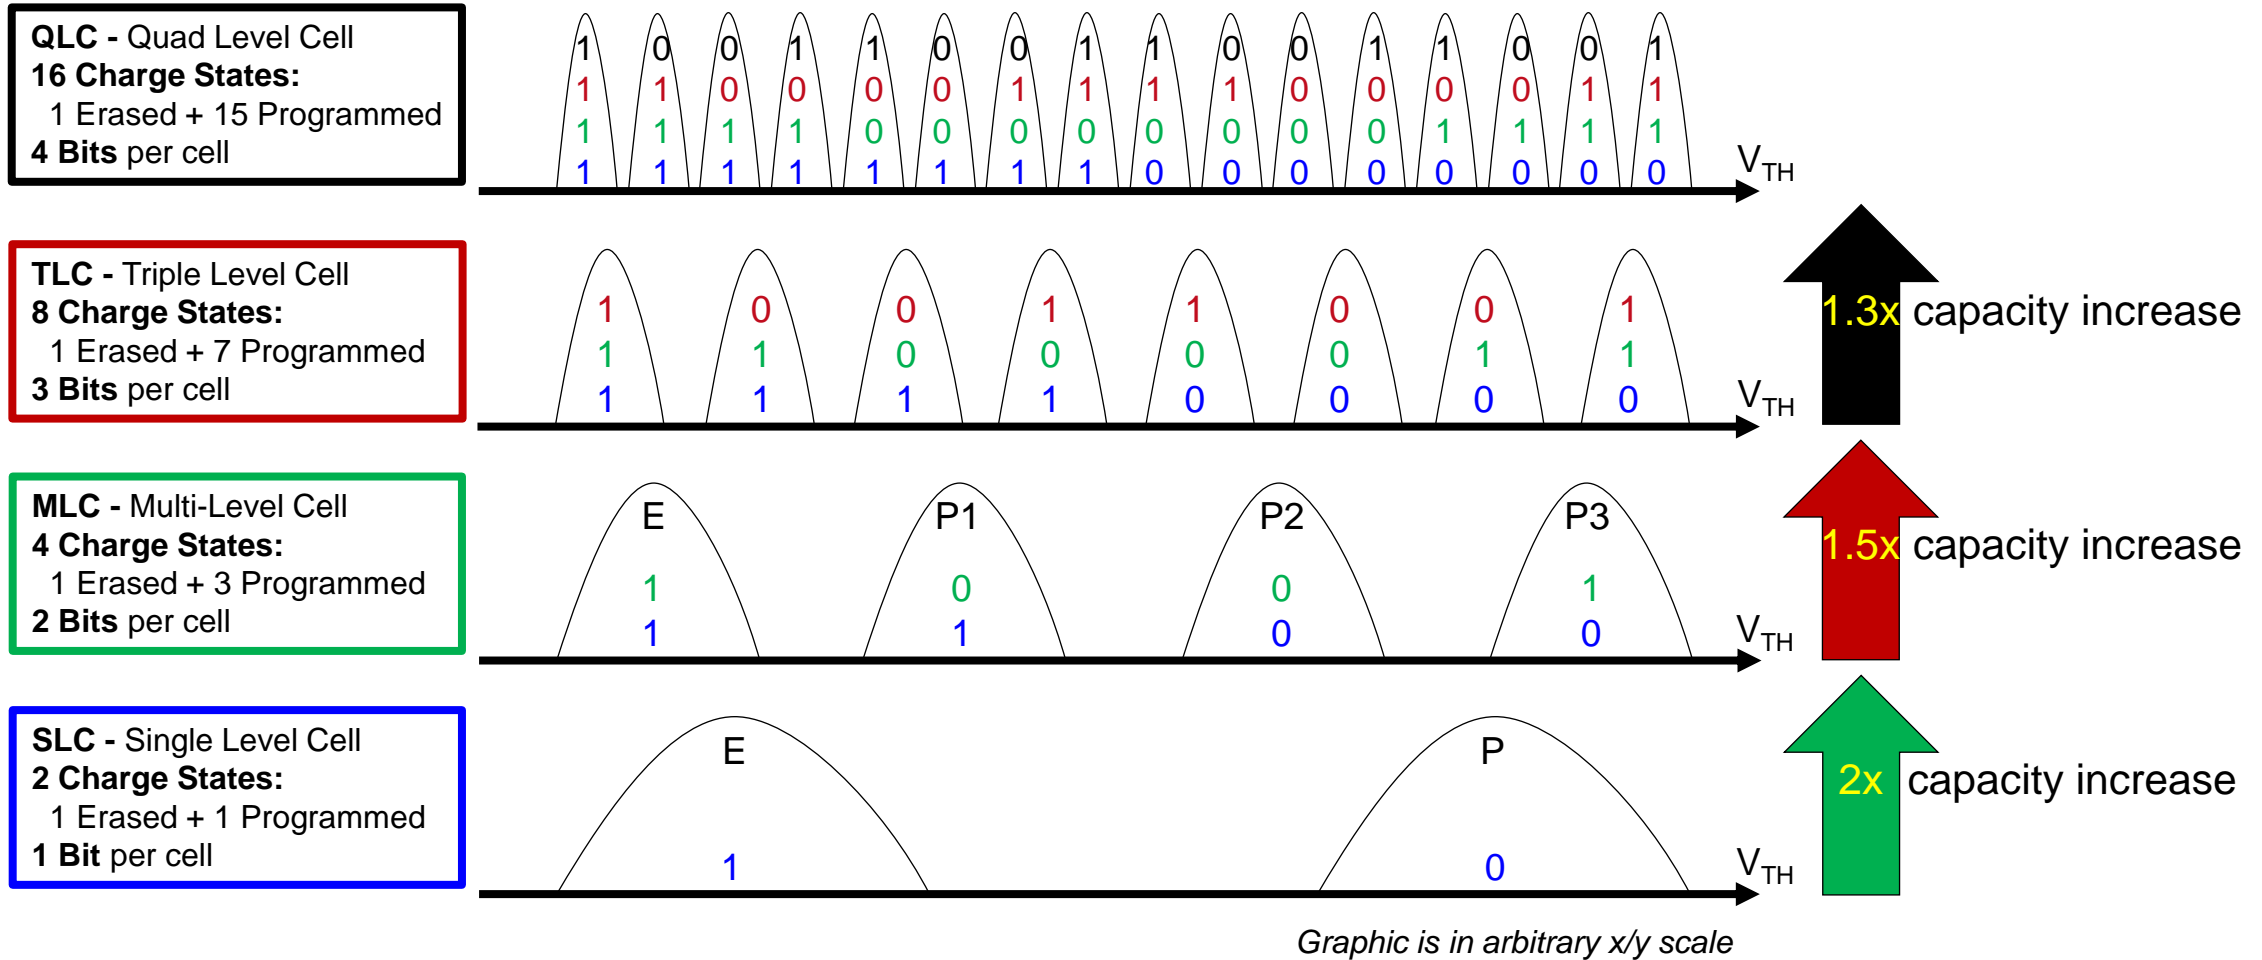 QLC - Quad Level Cell
16 Charge States:
1 Erased + 15 Programmed
4 Bits per cell
1 0 0 1 1 0 0 1 1 0 0 1 1 0 0 1
1 1 0 0 0 0 1 1 1 1 0 0 0 0 1 1
1 1 1 1 0 0 0 0 0 0 0 0 1 1 1 1
1 1 1 1 1 1 1 1 0 0 0 0 0 0 0 0
VTH
TLC - Triple Level Cell
8 Charge States:
1 Erased + 7 Programmed
3 Bits per cell
1 0 0 1 1 0 0 1
1 1 0 0 0 0 1 1
1 1 1 1 0 0 0 0
VTH
1.3x capacity increase
MLC - Multi-Level Cell
4 Charge States:
1 Erased + 3 Programmed
2 Bits per cell
E P1 P2 P3
1 0 0 1
1 1 0 0
VTH
1.5x capacity increase
SLC - Single Level Cell
2 Charge States:
1 Erased + 1 Programmed
1 Bit per cell
E P
1 0
VTH
2x capacity increase
Graphic is in arbitrary x/y scale